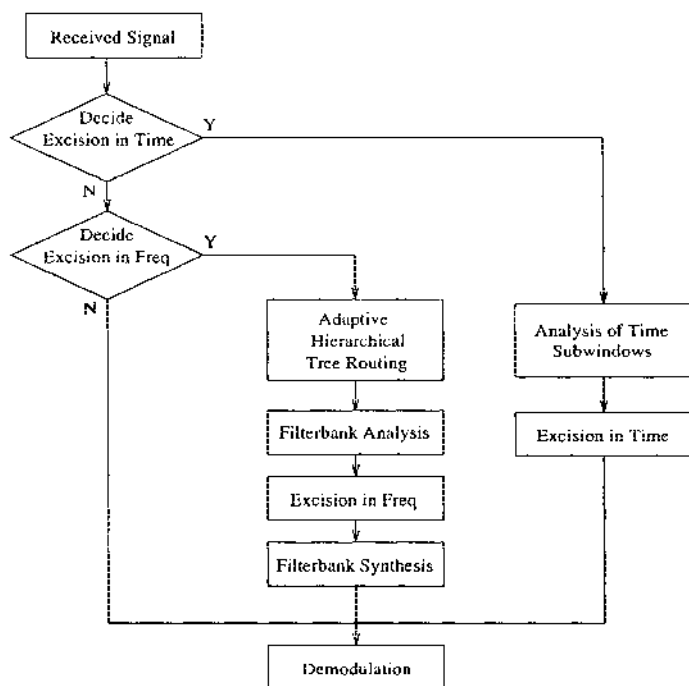 Received Signal
Decide
Excision in Time
Y
N
Decide
Excision in Freq
Y
N
Adaptive
Hierarchical
Tree Routing
Analysis of Time
Subwindows
Filterbank Analysis
Excision in Time
Excision in Freq
Filterbank Synthesis
Demodulation